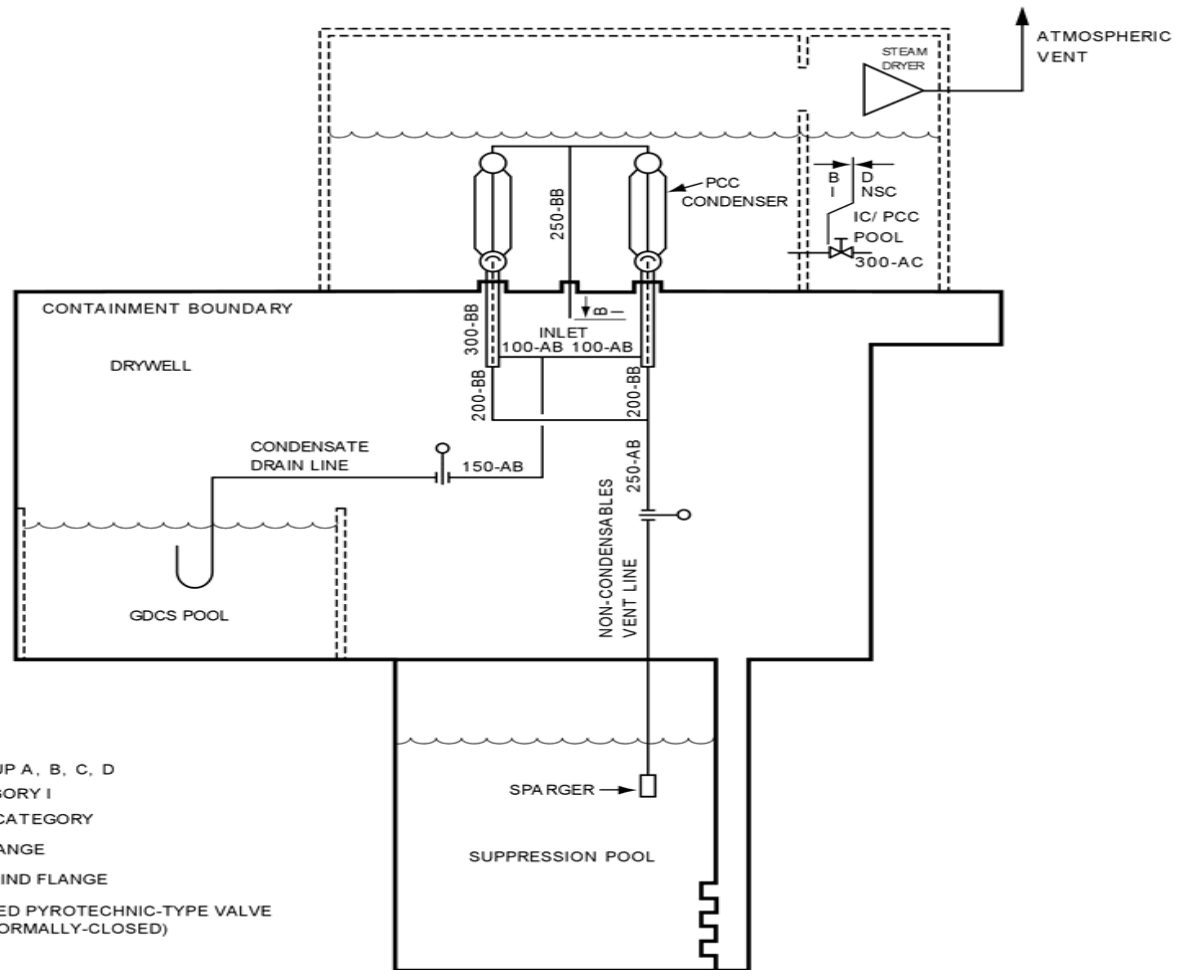 ATMOSPHERIC
VENT
STEAM
DRYER
PCC
CONDENSER
250-BB
B D
I NSC
IC/ PCC
POOL
300-AC
CONTAINMENT BOUNDARY
DRYWELL
300-BB
B I
INLET
100-AB 100-AB
200-BB
200-BB
CONDENSATE
DRAIN LINE
150-AB
250-AB
NON-CONDENSABLES
VENT LINE
GDCS POOL
SPARGER
SUPPRESSION POOL
UP A, B, C, D
GORY I
CATEGORY
ANGE
IND FLANGE
ED PYROTECHNIC-TYPE VALVE
ORMALLY-CLOSED)